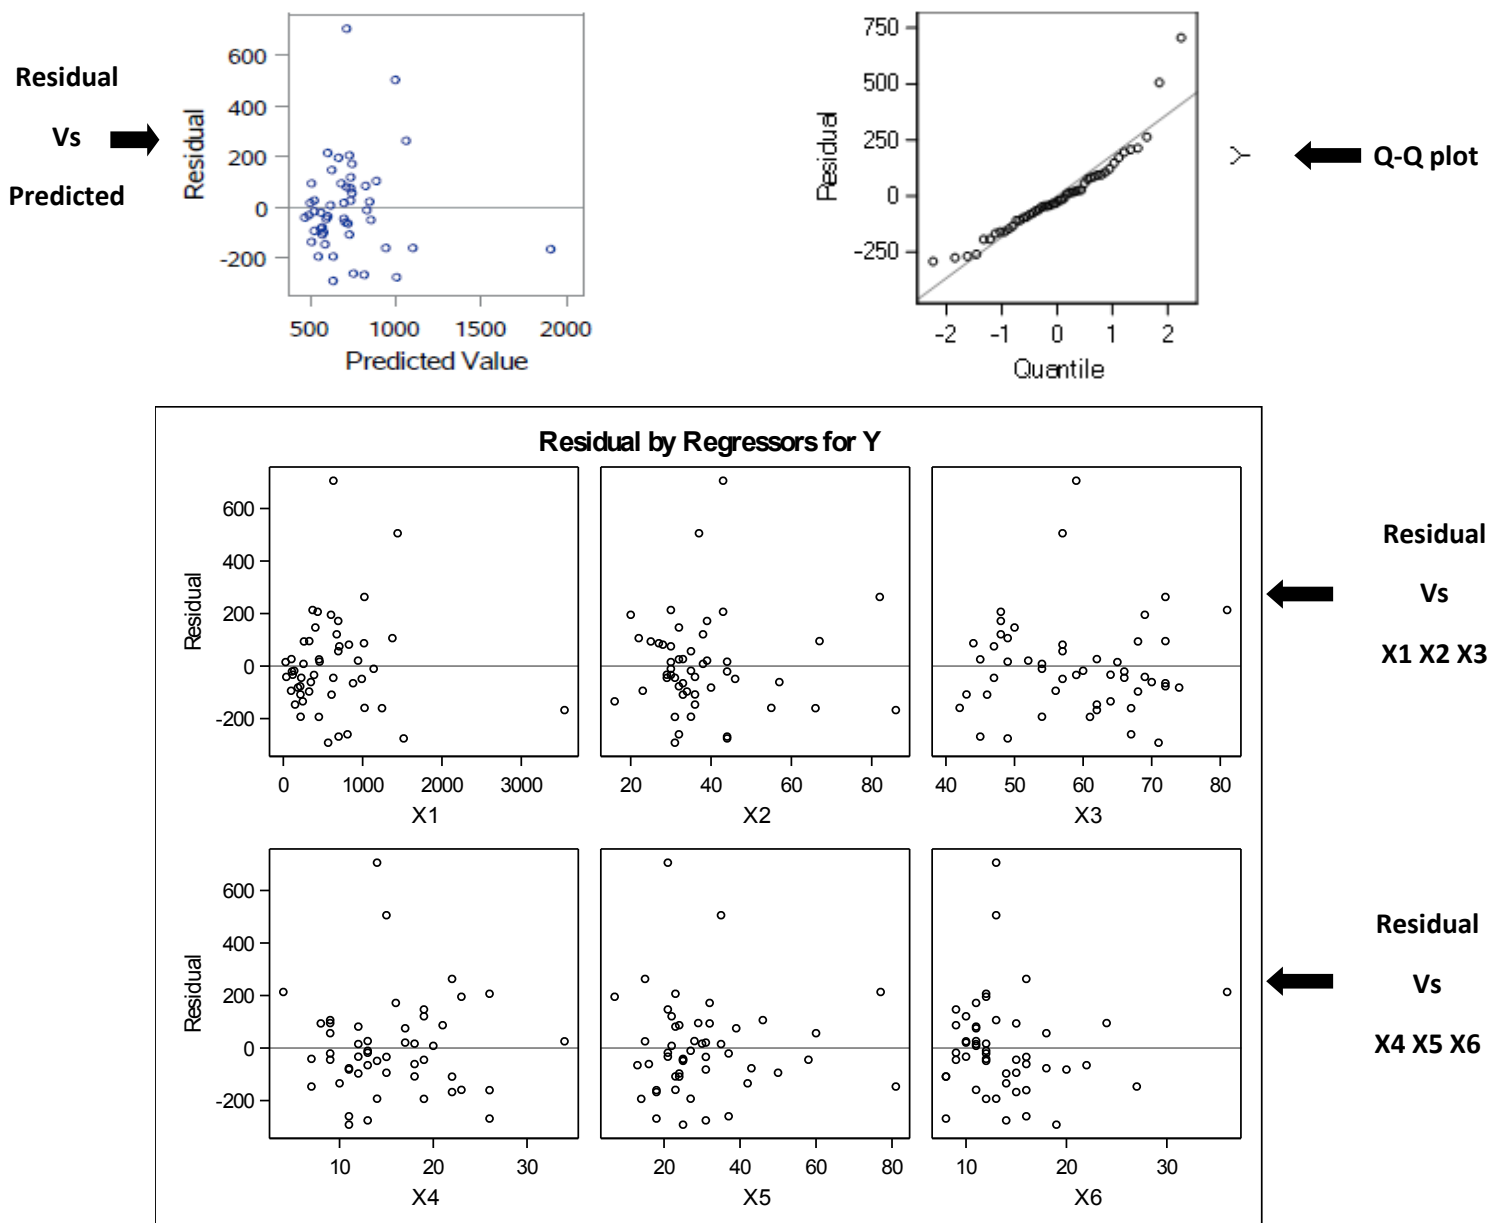 Residual
Vs
Predicted
Residual
600
400
200
0
-200
500 1000 1500 2000
Predicted Value
Residual
750
500
250
0
-250
-2 -1 0 1 2
Quantile
Y
Q-Q plot
Residual by Regressors for Y
Residual
600
400
200
0
-200
0 1000 2000 3000
X1
20 40 60 80
X2
40 50 60 70 80
X3
Residual
Vs
X1 X2 X3
Residual
600
400
200
0
-200
10 20 30
X4
20 40 60 80
X5
10 20 30
X6
Residual
Vs
X4 X5 X6